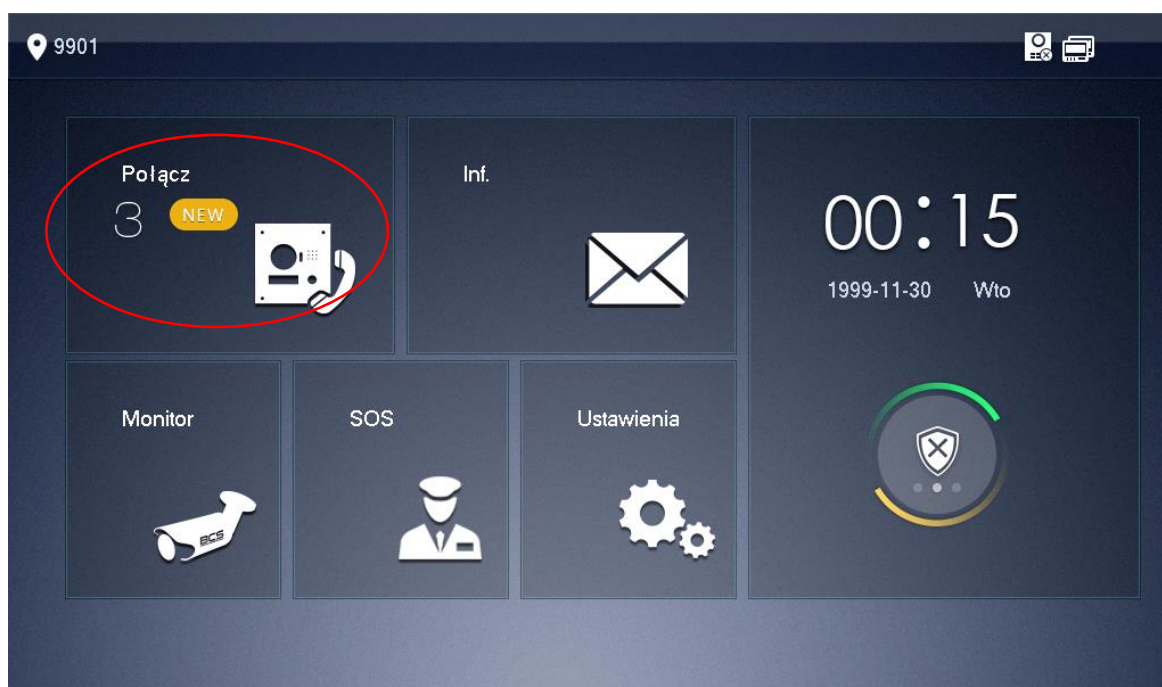 9901
Połącz
3 NEW
Inf.
00:15
1999-11-30 Wto
Monitor
SOS
Ustawienia
BCS